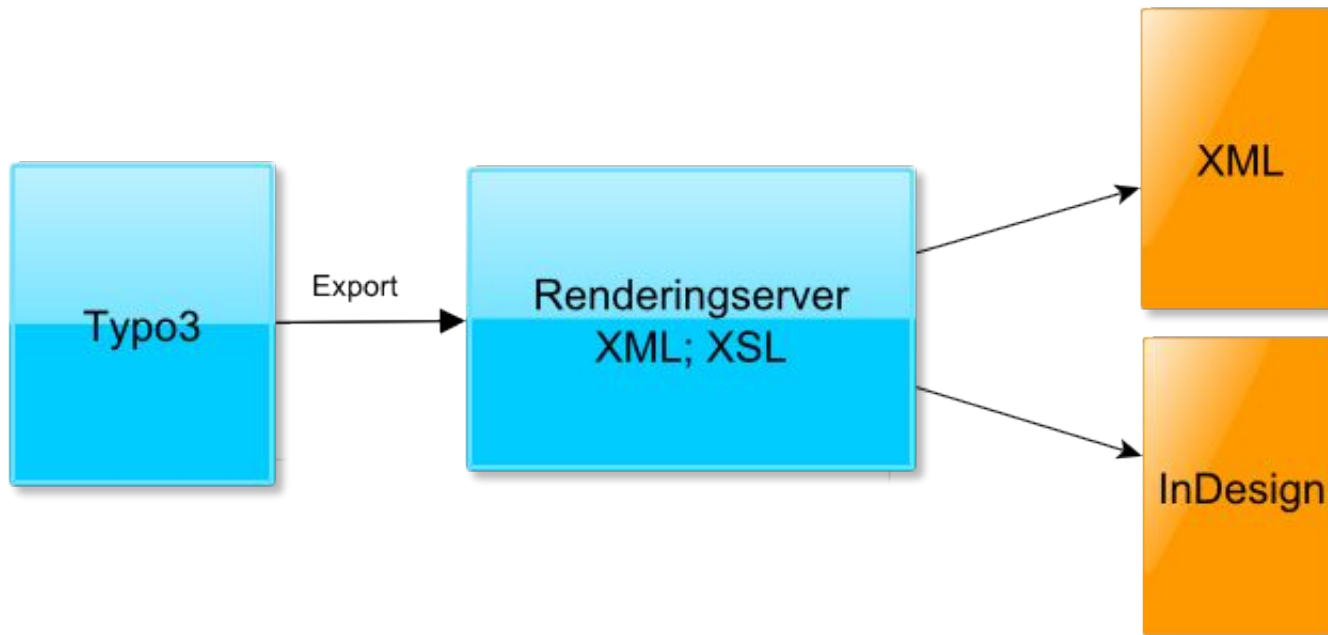 Typo3
Export
Renderingserver
XML; XSL
XML
InDesign